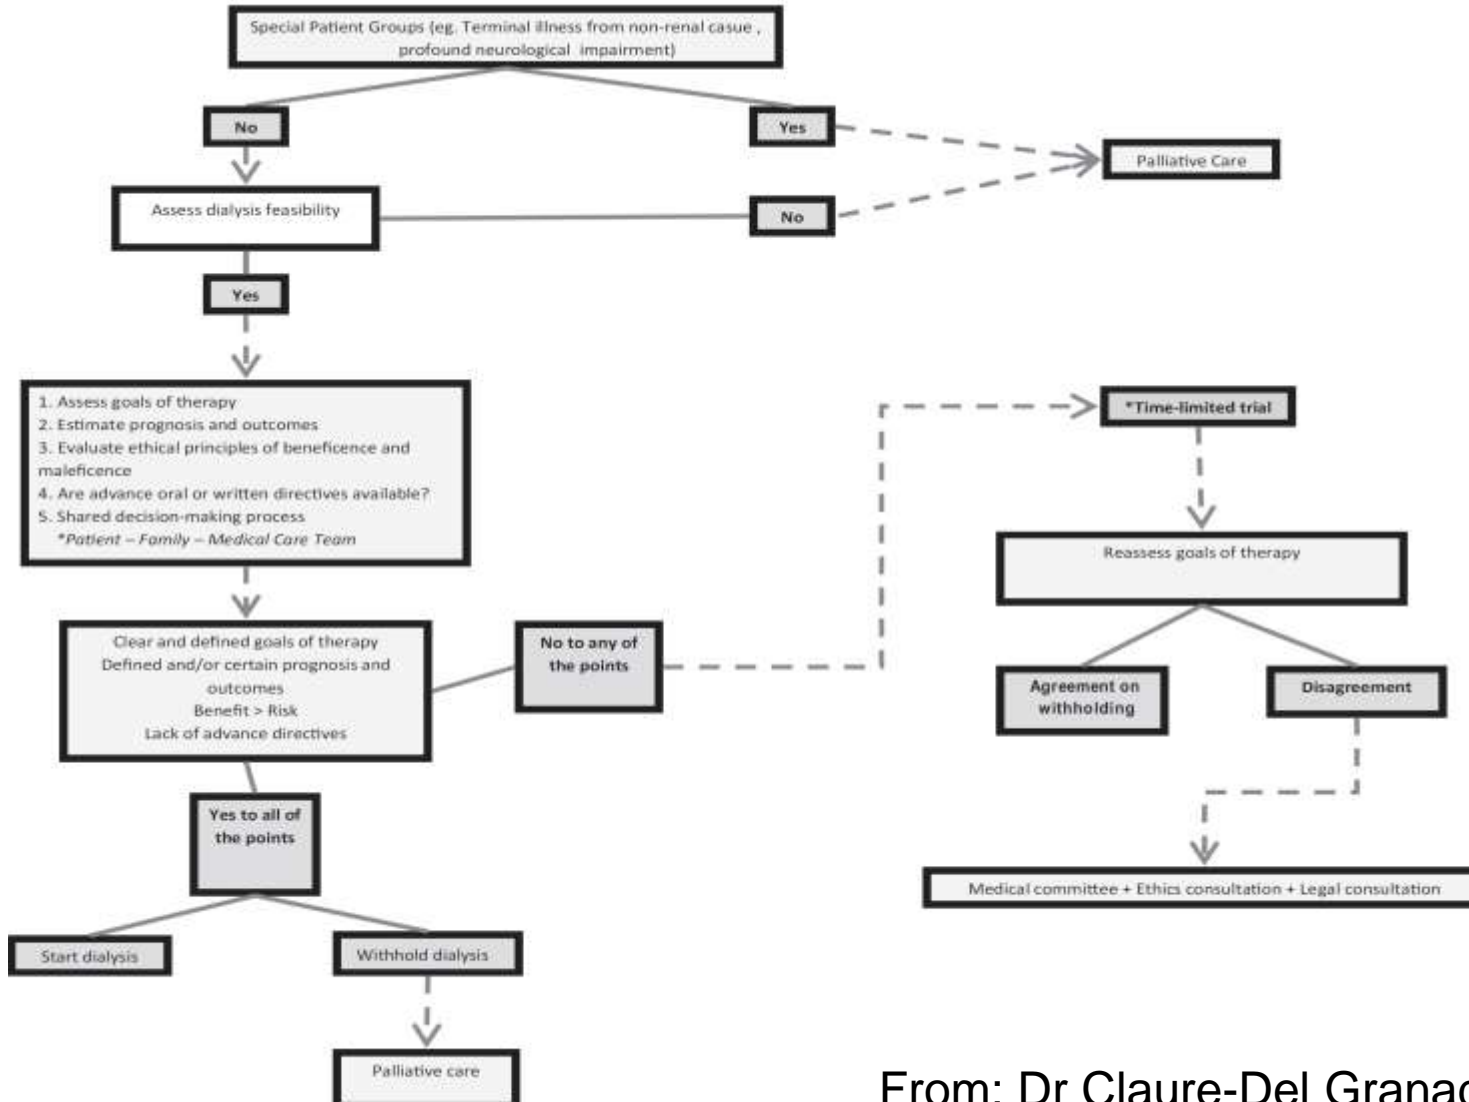 Special Patient Groups (eg. Terminal illness from non-renal casue ,
profound neurological impairment)
No
Yes
Palliative Care
Assess dialysis feasibility
No
Yes
1. Assess goals of therapy
2. Estimate prognosis and outcomes
3. Evaluate ethical principles of beneficence and
maleficence
4. Are advance oral or written directives available?
5. Shared decision-making process
*Patient – Family – Medical Care Team
*Time-limited trial
Reassess goals of therapy
Clear and defined goals of therapy
Defined and/or certain prognosis and
outcomes
Benefit > Risk
Lack of advance directives
No to any of
the points
Agreement on
withholding
Disagreement
Yes to all of
the points
Medical committee + Ethics consultation + Legal consultation
Start dialysis
Withhold dialysis
Palliative care
From: Dr Claure-Del